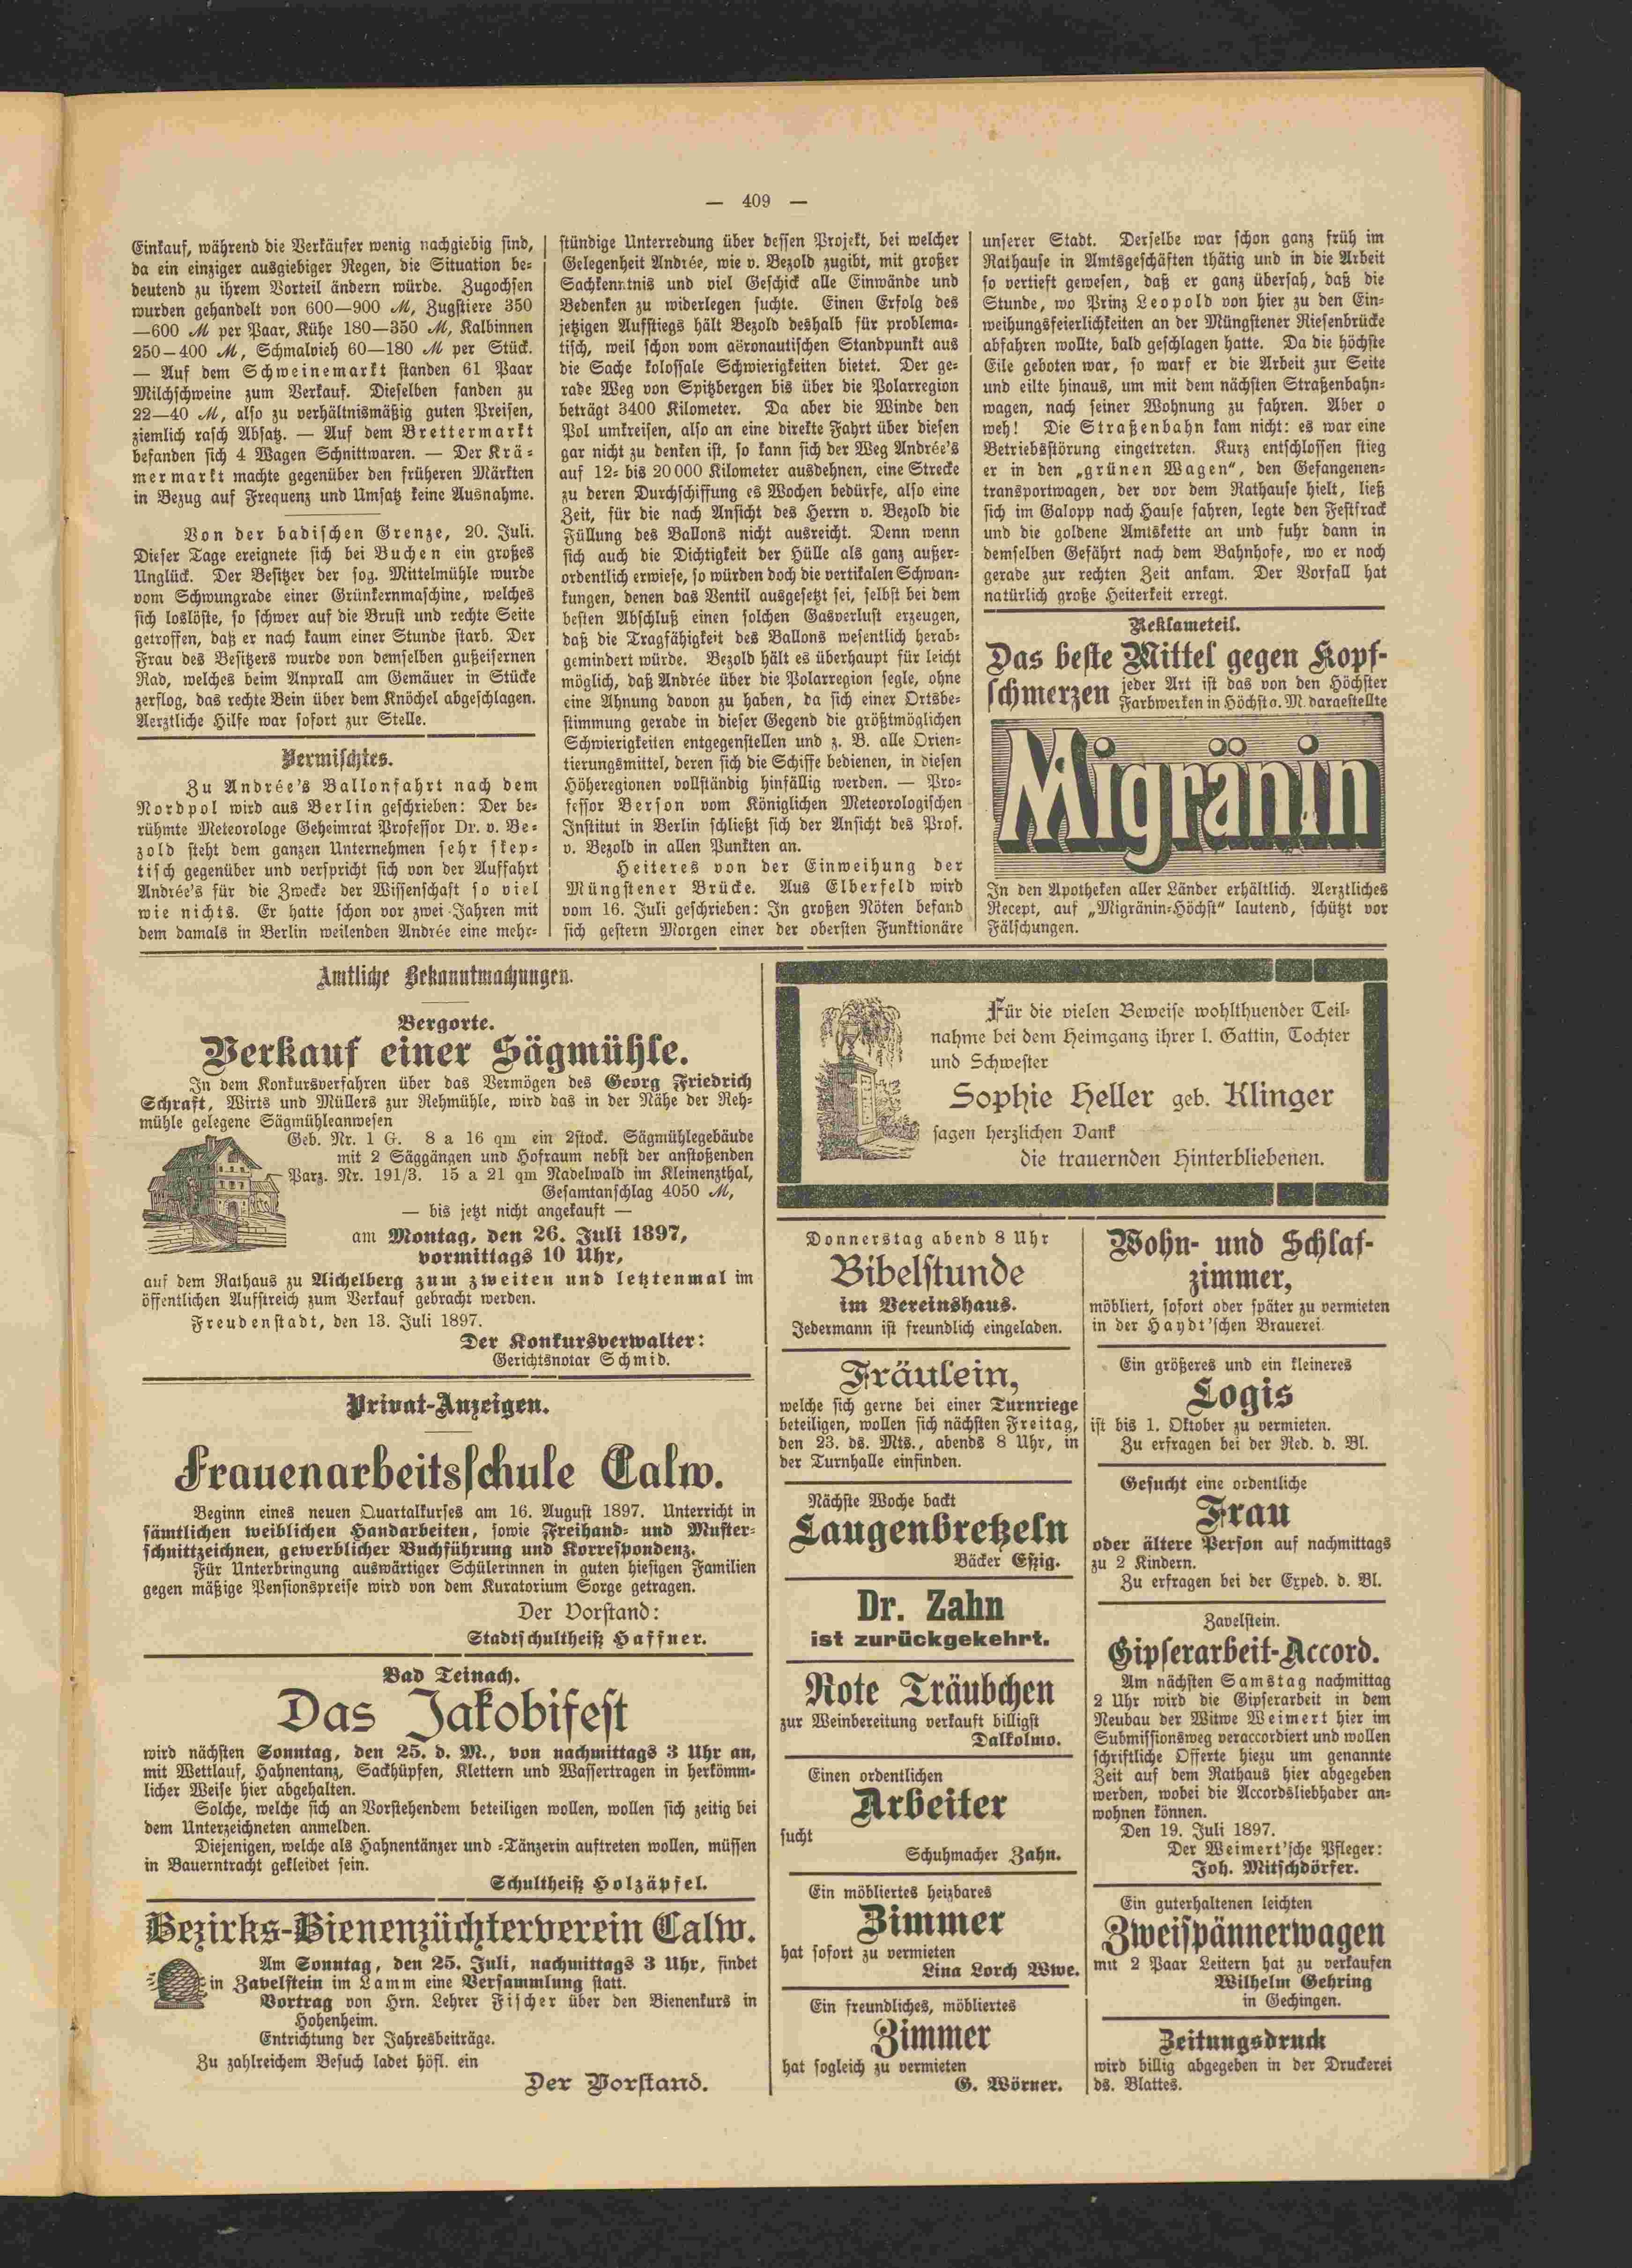 — 409 —
Einkauf, während die Verkäufer wenig nachgiebig sind,
da ein einziger ausgiebiger Regen, die Situation be-
deutend zu ihrem Vorteil ändern würde. Zugochsen
wurden gehandelt von 600—900 M, Zugstiere 350
—600 M per Paar, Kühe 180—350 M, Kalbinnen
250–400 M, Schmalvieh 60—180 M per Stück.
— Auf dem Schweinemarkt standen 61 Paar
Milchschweine zum Verkauf. Dieselben fanden zu
22—40 M, also zu verhältnismäßig guten Preisen,
ziemlich rasch Absatz. — Auf dem Brettermarkt
befanden sich 4 Wagen Schnittwaren. — Der Krä-
mermarkt machte gegenüber den früheren Märkten
in Bezug auf Frequenz und Umsatz keine Ausnahme.
Von der badischen Grenze, 20. Juli.
Dieser Tage ereignete sich bei Buchen ein großes
Unglück. Der Besitzer der sog. Mittelmühle wurde
vom Schwungrade einer Grünkernmaschine, welches
sich loslöste, so schwer auf die Brust und rechte Seite
getroffen, daß er nach kaum einer Stunde starb. Der
Frau des Besitzers wurde von demselben gußeisernen
Rad, welches beim Anprall am Gemäuer in Stücke
zerflog, das rechte Bein über dem Knöchel abgeschlagen.
Aerztliche Hilfe war sofort zur Stelle.
Vermischtes.
Zu Andrée's Ballonfahrt nach dem
Nordpol wird aus Berlin geschrieben: Der be-
rühmte Meteorologe Geheimrat Professor Dr. v. Be-
zold steht dem ganzen Unternehmen sehr skep-
tisch gegenüber und verspricht sich von der Auffahrt
Andrée's für die Zwecke der Wissenschaft so viel
wie nichts. Er hatte schon vor zwei Jahren mit
dem damals in Berlin weilenden Andrée eine mehr-
stündige Unterredung über dessen Projekt, bei welcher
Gelegenheit Andrée, wie v. Bezold zugibt, mit großer
Sachkenntnis und viel Geschick alle Einwände und
Bedenken zu widerlegen suchte. Einen Erfolg des
jetzigen Aufstiegs hält Bezold deshalb für problema-
tisch, weil schon vom aëronautischen Standpunkt aus
die Sache kolossale Schwierigkeiten bietet. Der ge-
rade Weg von Spitzbergen bis über die Polarregion
beträgt 3400 Kilometer. Da aber die Winde den
Pol umkreisen, also an eine direkte Fahrt über diesen
gar nicht zu denken ist, so kann sich der Weg Andrée's
auf 12- bis 20 000 Kilometer ausdehnen, eine Strecke
zu deren Durchschiffung es Wochen bedürfe, also eine
Zeit, für die nach Ansicht des Herrn v. Bezold die
Füllung des Ballons nicht ausreicht. Denn wenn
sich auch die Dichtigkeit der Hülle als ganz außer-
ordentlich erwiese, so würden doch die vertikalen Schwan-
kungen, denen das Ventil ausgesetzt sei, selbst bei dem
besten Abschluß einen solchen Gasverlust erzeugen,
daß die Tragfähigkeit des Ballons wesentlich herab-
gemindert würde. Bezold hält es überhaupt für leicht
möglich, daß Andrée über die Polarregion segle, ohne
eine Ahnung davon zu haben, da sich einer Ortsbe-
stimmung gerade in dieser Gegend die größtmöglichen
Schwierigkeiten entgegenstellen und z. B. alle Orien-
tierungsmittel, deren sich die Schiffe bedienen, in diesen
Höheregionen vollständig hinfällig werden. — Pro-
fessor Berson vom Königlichen Meteorologischen
Institut in Berlin schließt sich der Ansicht des Prof.
v. Bezold in allen Punkten an.
Heiteres von der Einweihung der
Müngstener Brücke. Aus Elberfeld wird
vom 16. Juli geschrieben: In großen Nöten befand
sich gestern Morgen einer der obersten Funktionäre
unserer Stadt. Derselbe war schon ganz früh im
Rathause in Amtsgeschäften thätig und in die Arbeit
so vertieft gewesen, daß er ganz übersah, daß die
Stunde, wo Prinz Leopold von hier zu den Ein-
weihungsfeierlichkeiten an der Müngstener Riesenbrücke
abfahren wollte, bald geschlagen hatte. Da die höchste
Eile geboten war, so warf er die Arbeit zur Seite
und eilte hinaus, um mit dem nächsten Straßenbahn-
wagen, nach seiner Wohnung zu fahren. Aber o
weh! Die Straßenbahn kam nicht: es war eine
Betriebsstörung eingetreten. Kurz entschlossen stieg
er in den „grünen Wagen", den Gefangenen-
transportwagen, der vor dem Rathause hielt, ließ
sich im Galopp nach Hause fahren, legte den Festfrack
und die goldene Amtskette an und fuhr dann in
demselben Gefährt nach dem Bahnhofe, wo er noch
gerade zur rechten Zeit ankam. Der Vorfall hat
natürlich große Heiterkeit erregt.
Reklameteil.
Das beste Mittel gegen Kopf-
schmerzen jeder Art ist das von den Höchster
Farbwerken in Höchst a. M. dargestellte
Migränin
In den Apotheken aller Länder erhältlich. Aerztliches
Recept, auf „Migränin-Höchst" lautend, schützt vor
Fälschungen.
Amtliche Bekanntmachungen.
Bergorte.
Verkauf einer Sägmühle.
In dem Konkursverfahren über das Vermögen des Georg Friedrich
Schraft, Wirts und Müllers zur Rehmühle, wird das in der Nähe der Reh-
mühle gelegene Sägmühleanwesen
Geb. Nr. 1 G. 8 a 16 qm ein 2stock. Sägmühlegebäude
mit 2 Säggängen und Hofraum nebst der anstoßenden
Parz. Nr. 191/3. 15 a 21 qm Nadelwald im Kleinenzthal,
Gesamtanschlag 4050 M,
— bis jetzt nicht angekauft —
am Montag, den 26. Juli 1897,
vormittags 10 Uhr,
auf dem Rathaus zu Aichelberg zum zweiten und letztenmal im
öffentlichen Aufstreich zum Verkauf gebracht werden.
Freudenstadt, den 13. Juli 1897.
Der Konkursverwalter:
Gerichtsnotar Schmid.
Privat-Anzeigen.
Frauenarbeitsschule Calw.
Beginn eines neuen Quartalkurses am 16. August 1897. Unterricht in
sämtlichen weiblichen Handarbeiten, sowie Freihand- und Muster-
schnittzeichnen, gewerblicher Buchführung und Korrespondenz.
Für Unterbringung auswärtiger Schülerinnen in guten hiesigen Familien
gegen mäßige Pensionspreise wird von dem Kuratorium Sorge getragen.
Der Vorstand:
Stadtschultheiß Haffner.
Bad Teinach.
Das Jakobifest
wird nächsten Sonntag, den 25. d. M., von nachmittags 3 Uhr an,
mit Wettlauf, Hahnentanz, Sackhüpfen, Klettern und Wassertragen in herkömm-
licher Weise hier abgehalten.
Solche, welche sich an Vorstehendem beteiligen wollen, wollen sich zeitig bei
dem Unterzeichneten anmelden.
Diejenigen, welche als Hahnentänzer und -Tänzerin auftreten wollen, müssen
in Bauerntracht gekleidet sein.
Schultheiß Holzäpfel.
Bezirks-Bienenzüchterverein Calw.
Am Sonntag, den 25. Juli, nachmittags 3 Uhr, findet
in Zavelstein im Lamm eine Versammlung statt.
Vortrag von Hrn. Lehrer Fischer über den Bienenkurs in
Hohenheim.
Entrichtung der Jahresbeiträge.
Zu zahlreichem Besuch ladet höfl. ein
Der Vorstand.
Für die vielen Beweise wohlthuender Teil-
nahme bei dem Heimgang ihrer l. Gattin, Tochter
und Schwester
Sophie Heller geb. Klinger
sagen herzlichen Dank
die trauernden Hinterbliebenen.
Donnerstag abend 8 Uhr
Bibelstunde
im Vereinshaus.
Jedermann ist freundlich eingeladen.
Fräulein,
welche sich gerne bei einer Turnriege
beteiligen, wollen sich nächsten Freitag,
den 23. ds. Mts., abends 8 Uhr, in
der Turnhalle einfinden.
Nächste Woche backt
Laugenbretzeln
Bäcker Eßig.
Dr. Zahn
ist zurückgekehrt.
Rote Träubchen
zur Weinbereitung verkauft billigst
Dalkolmo.
Einen ordentlichen
Arbeiter
sucht
Schuhmacher Zahn.
Ein möbliertes heizbares
Zimmer
hat sofort zu vermieten
Lina Lorch Wwe.
Ein freundliches, möbliertes
Zimmer
hat sogleich zu vermieten
G. Wörner.
Wohn- und Schlaf-
zimmer,
möbliert, sofort oder später zu vermieten
in der Haydt'schen Brauerei.
Ein größeres und ein kleineres
Logis
ist bis 1. Oktober zu vermieten.
Zu erfragen bei der Red. d. Bl.
Gesucht eine ordentliche
Frau
oder ältere Person auf nachmittags
zu 2 Kindern.
Zu erfragen bei der Exped. d. Bl.
Zavelstein.
Gipserarbeit-Accord.
Am nächsten Samstag nachmittag
2 Uhr wird die Gipserarbeit in dem
Neubau der Witwe Weimert hier im
Submissionsweg veraccordiert und wollen
schriftliche Offerte hiezu um genannte
Zeit auf dem Rathaus hier abgegeben
werden, wobei die Accordsliebhaber an-
wohnen können.
Den 19. Juli 1897.
Der Weimert'sche Pfleger:
Joh. Mitschdörfer.
Ein guterhaltenen leichten
Zweispännerwagen
mit 2 Paar Leitern hat zu verkaufen
Wilhelm Gehring
in Gechingen.
Zeitungsdruck
wird billig abgegeben in der Druckerei
ds. Blattes.